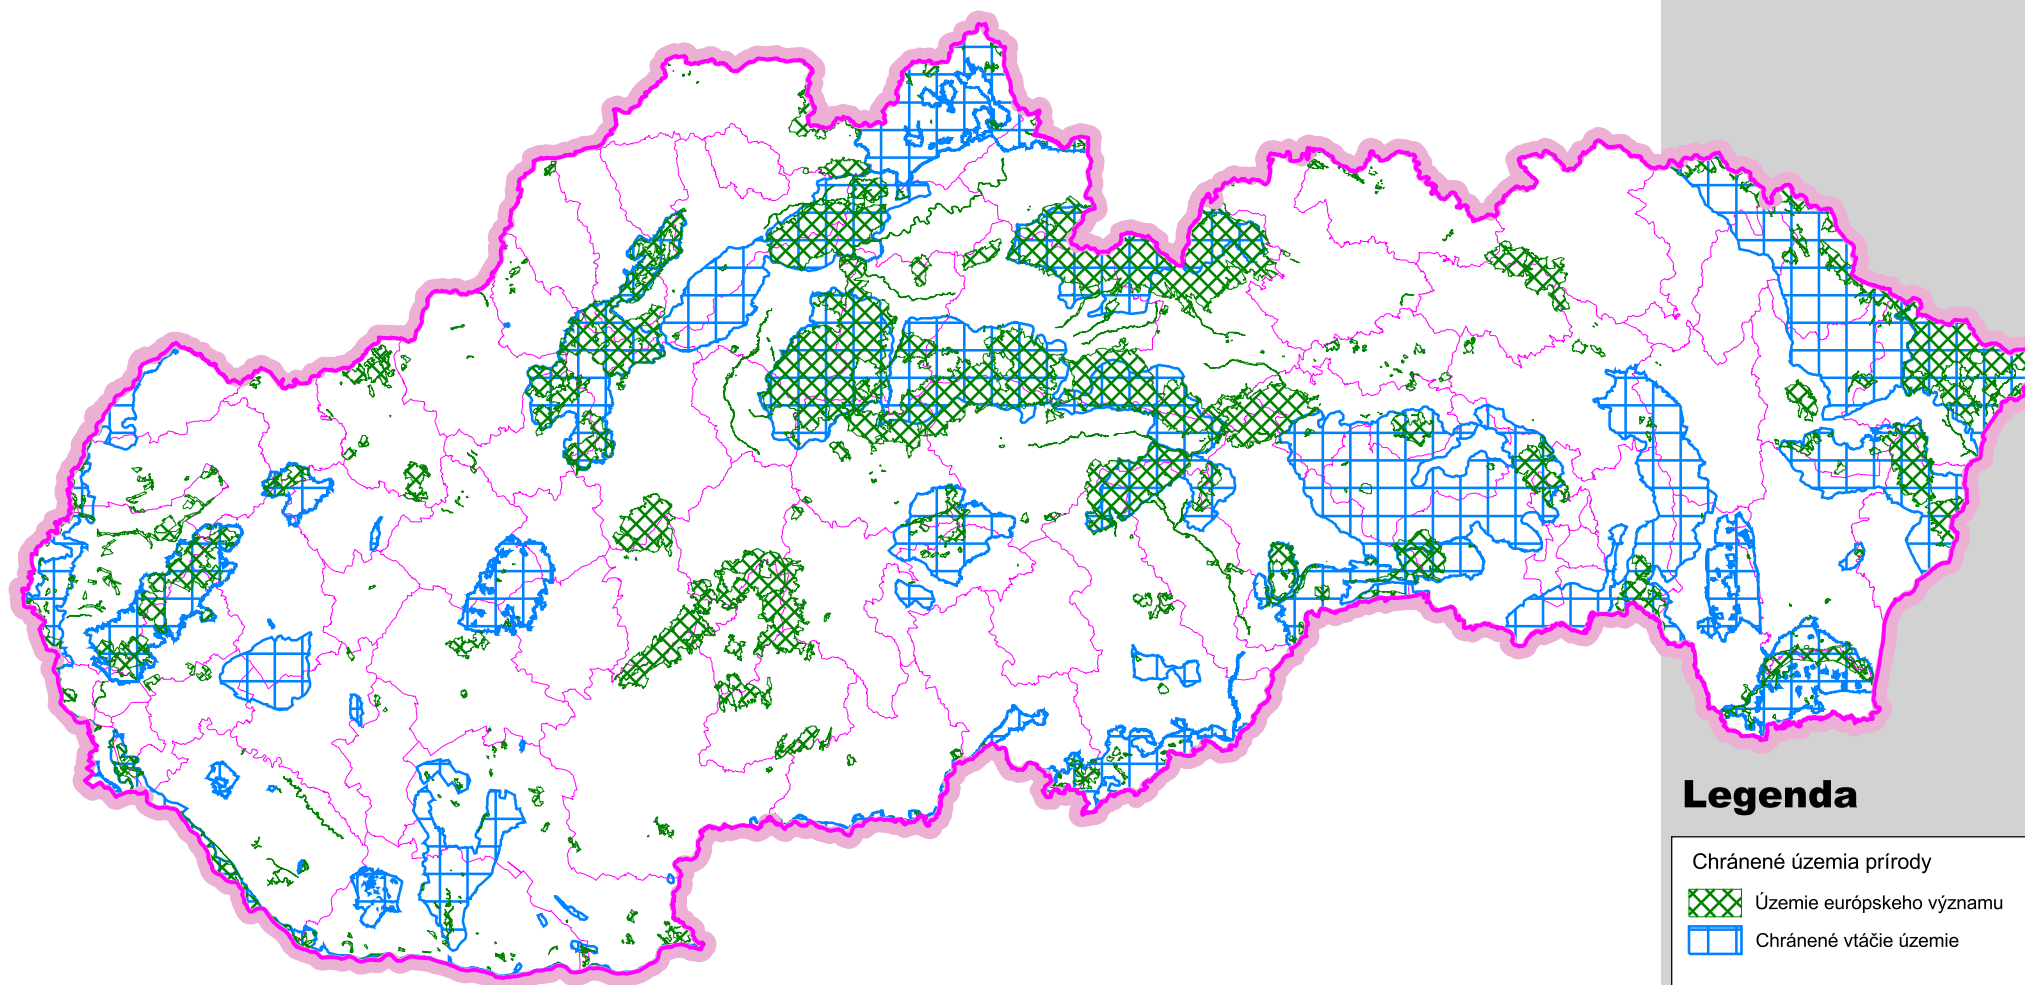 Legenda
Chránené územia prírody
Územie európskeho významu
Chránené vtáčie územie